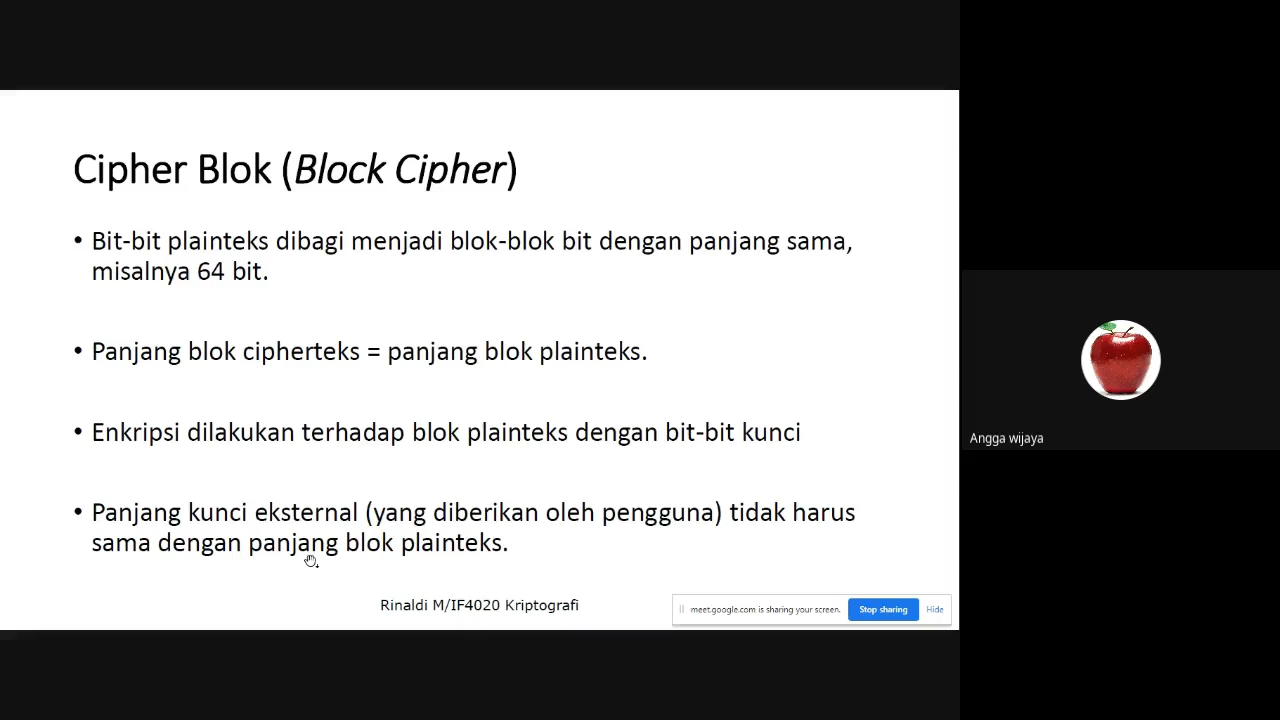 Cipher Blok (Block Cipher)
• Bit-bit plainteks dibagi menjadi blok-blok bit dengan panjang sama,
misalnya 64 bit.
• Panjang blok cipherteks = panjang blok plainteks.
• Enkripsi dilakukan terhadap blok plainteks dengan bit-bit kunci
• Panjang kunci eksternal (yang diberikan oleh pengguna) tidak harus
sama dengan panjang blok plainteks.
Rinaldi M/IF4020 Kriptografi
meet.google.com is sharing your screen. Stop sharing Hide
Angga wijaya